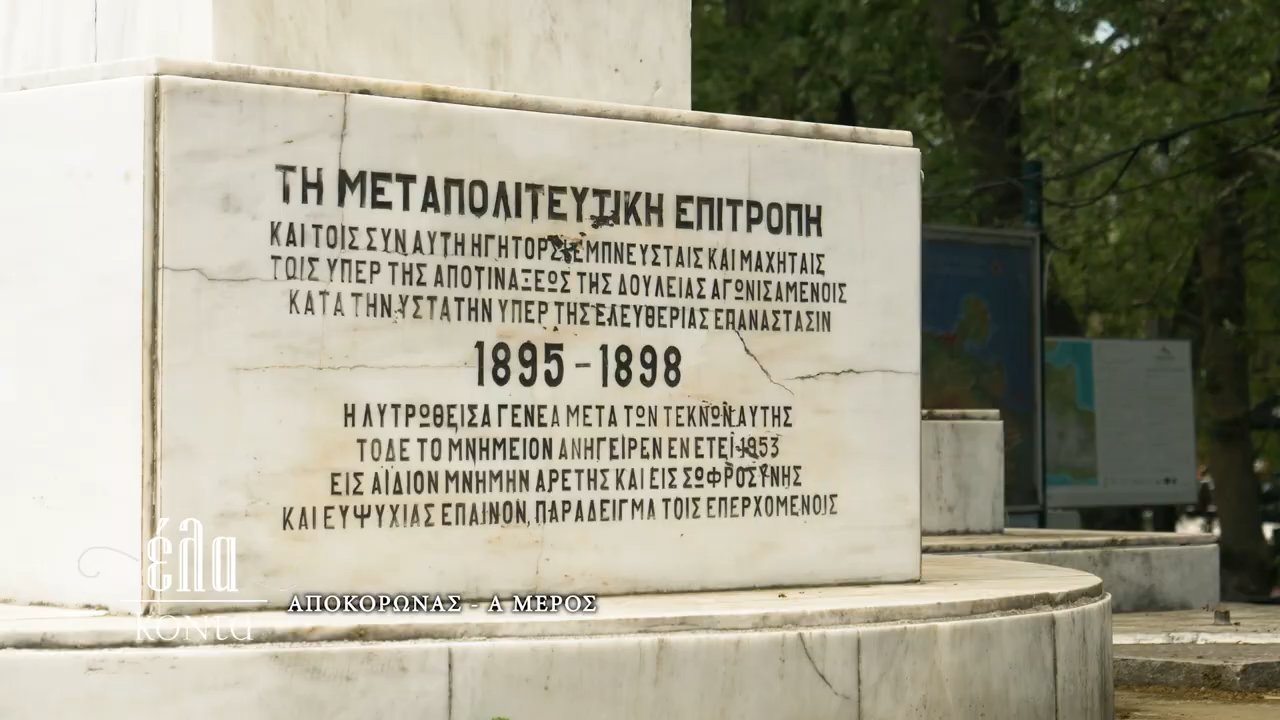 ΤΗ ΜΕΤΑΠΟΛΙΤΕΥΤΙΚΗ ΕΠΙΤΡΟΠΗ
ΚΑΙ ΤΟΙΣ ΣΥΝ ΑΥΤΗ ΗΓΗΤΟΡΣΙ ΕΜΠΝΕΥΣΤΑΙΣ ΚΑΙ ΜΑΧΗΤΑΙΣ
ΤΟΙΣ ΥΠΕΡ ΤΗΣ ΑΠΟΤΙΝΑΞΕΩΣ ΤΗΣ ΔΟΥΛΕΙΑΣ ΑΓΩΝΙΣΑΜΕΝΟΙΣ
ΚΑΤΑ ΤΗΝ ΥΣΤΑΤΗΝ ΥΠΕΡ ΤΗΣ ΕΛΕΥΘΕΡΙΑΣ ΕΠΑΝΑΣΤΑΣΙΝ
1895 - 1898
Η ΛΥΤΡΩΘΕΙΣΑ ΓΕΝΕΑ ΜΕΤΑ ΤΩΝ ΤΕΚΝΩΝ ΑΥΤΗΣ
ΤΟΔΕ ΤΟ ΜΝΗΜΕΙΟΝ ΑΝΗΓΕΙΡΕΝ ΕΝ ΕΤΕΙ 1953
ΕΙΣ ΑΪΔΙΟΝ ΜΝΗΜΗΝ ΑΡΕΤΗΣ ΚΑΙ ΕΙΣ ΣΩΦΡΟΣΥΝΗΣ
ΚΑΙ ΕΥΨΥΧΙΑΣ ΕΠΑΙΝΟΝ, ΠΑΡΑΔΕΙΓΜΑ ΤΟΙΣ ΕΠΕΡΧΟΜΕΝΟΙΣ
έλα
κοντά
ΑΠΟΚΟΡΩΝΑΣ - Α ΜΕΡΟΣ